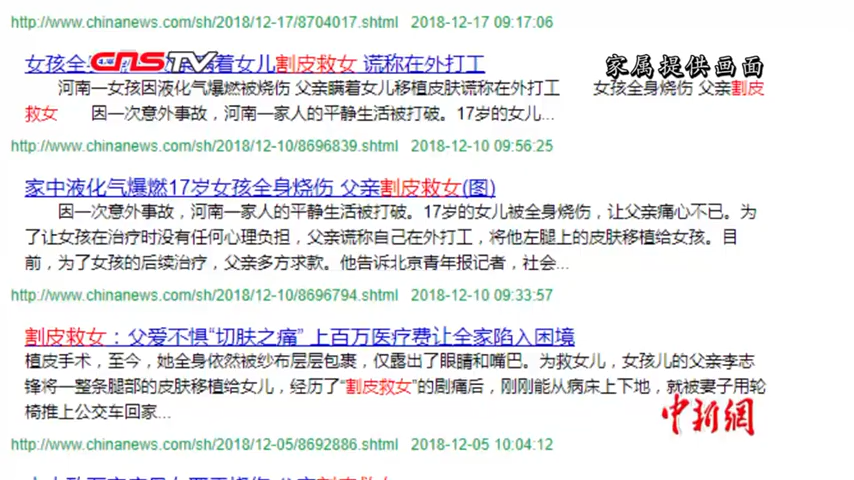 http://www.chinanews.com/sh/2018/12-17/8704017.shtml 2018-12-17 09:17:06
CNSTV
家属提供画面
女孩全 着女儿割皮救女 谎称在外打工
河南一女孩因液化气爆燃被烧伤 父亲瞒着女儿移植皮肤谎称在外打工 女孩全身烧伤 父亲割皮
救女 因一次意外事故，河南一家人的平静生活被打破。17岁的女儿...
http://www.chinanews.com/sh/2018/12-10/8696839.shtml 2018-12-10 09:56:25
家中液化气爆燃17岁女孩全身烧伤 父亲割皮救女(图)
因一次意外事故，河南一家人的平静生活被打破。17岁的女儿被全身烧伤，让父亲痛心不已。为
了让女孩在治疗时没有任何心理负担，父亲谎称自己在外打工，将他左腿上的皮肤移植给女孩。目
前，为了女孩的后续治疗，父亲多方求款。他告诉北京青年报记者，社会...
http://www.chinanews.com/sh/2018/12-10/8696794.shtml 2018-12-10 09:33:57
割皮救女：父爱不惧“切肤之痛” 上百万医疗费让全家陷入困境
植皮手术，至今，她全身依然被纱布层层包裹，仅露出了眼睛和嘴巴。为救女儿，女孩儿的父亲李志
锋将一整条腿部的皮肤移植给女儿，经历了“割皮救女”的剧痛后，刚刚能从病床上下地，就被妻子用轮
椅推上公交车回家...
中新網
http://www.chinanews.com/sh/2018/12-05/8692886.shtml 2018-12-05 10:04:12